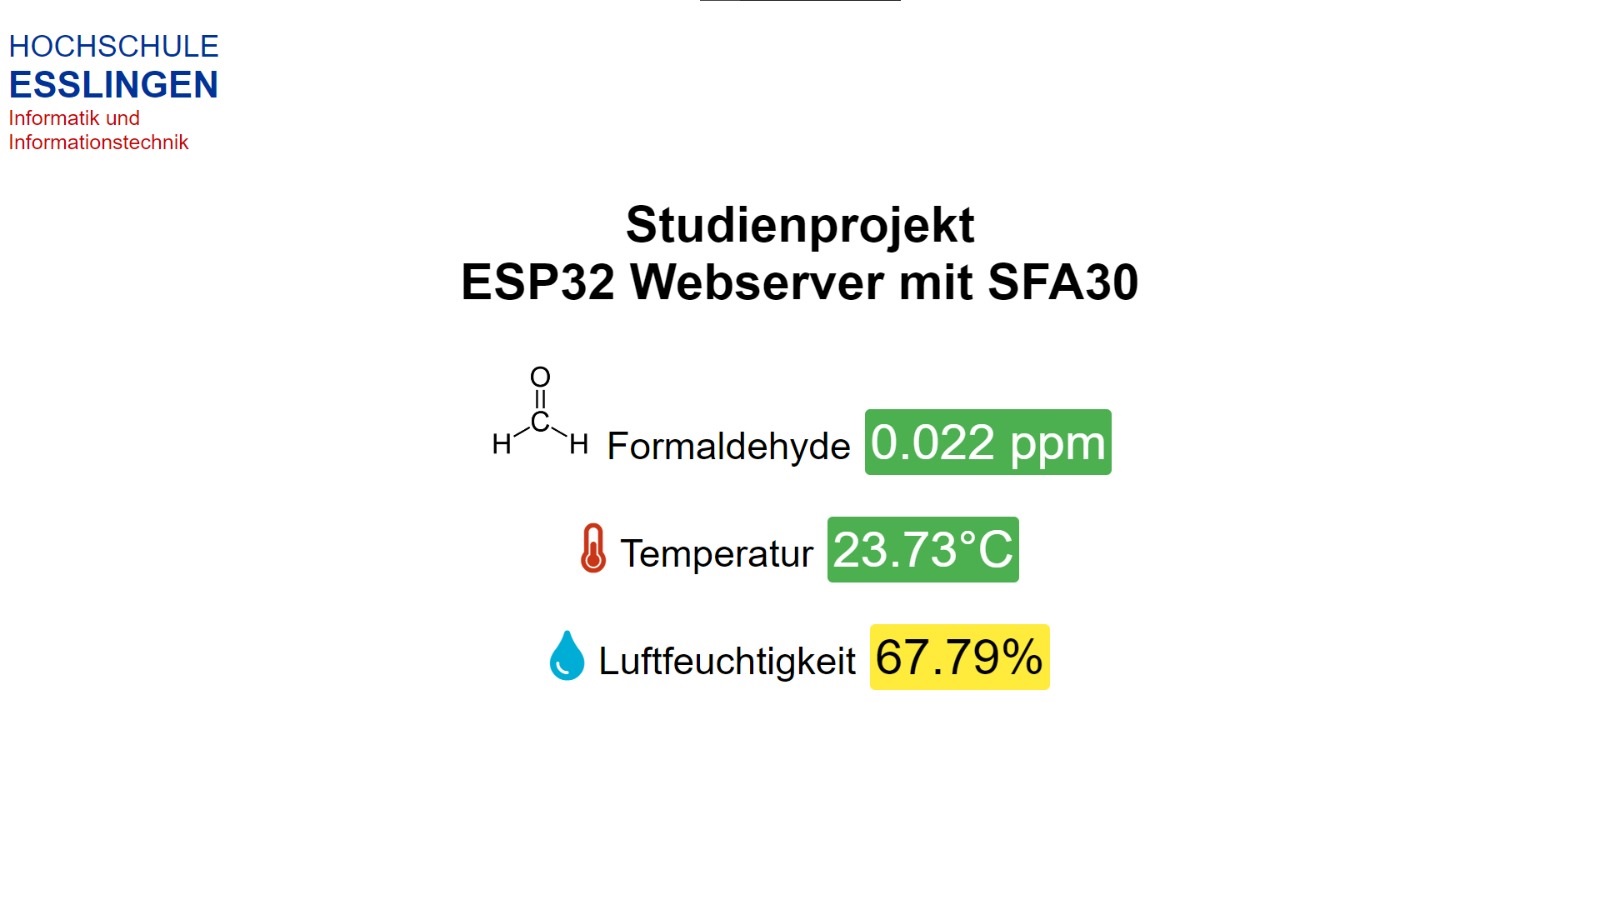 HOCHSCHULE
ESSLINGEN
Informatik und
Informationstechnik
Studienprojekt
ESP32 Webserver mit SFA30
O
C
H H Formaldehyde 0.022 ppm
Temperatur 23.73°C
Luftfeuchtigkeit 67.79%